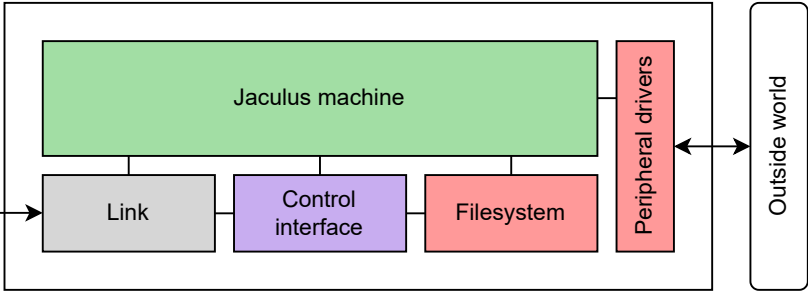 Jaculus machine
Link
Control
interface
Filesystem
Peripheral drivers
Outside world